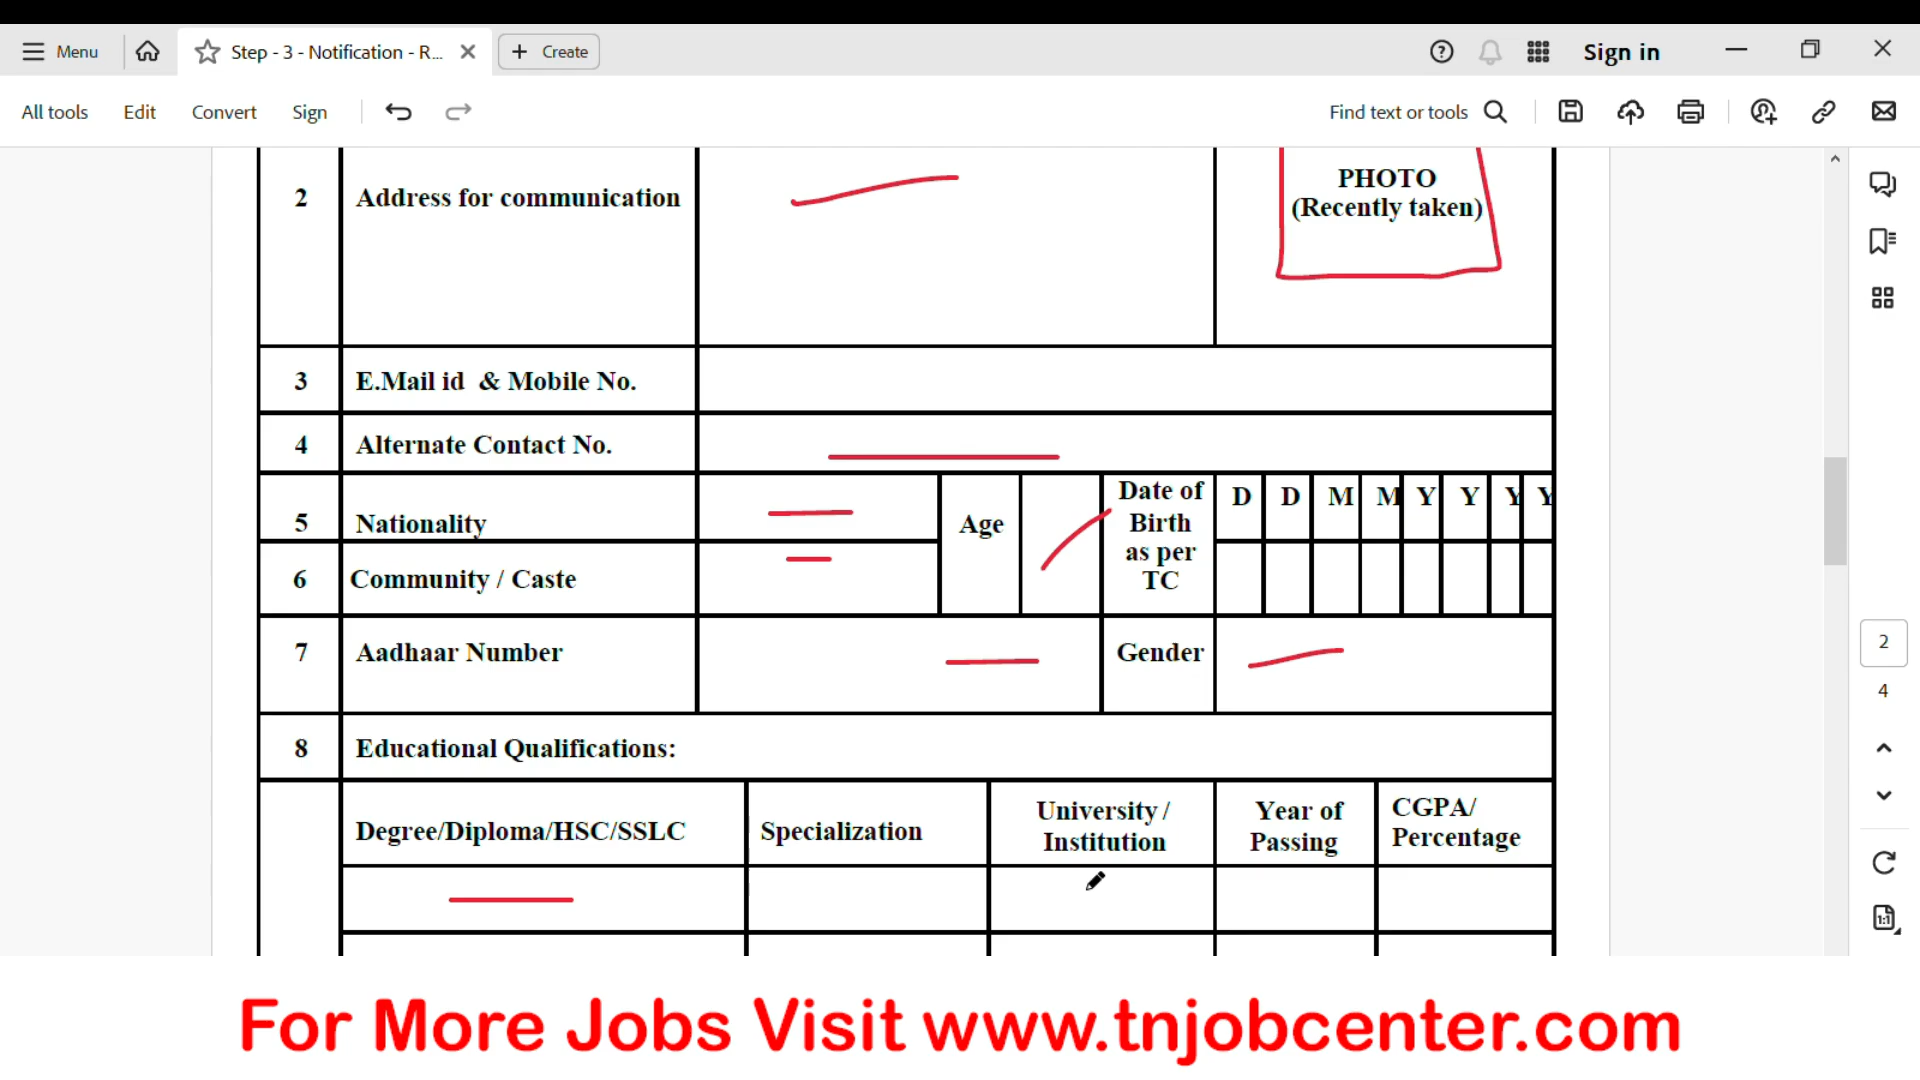 Menu
Step - 3 - Notification - R...
Create
Sign in
All tools
Edit
Convert
Sign
Find text or tools
2
Address for communication
PHOTO
(Recently taken)
3
E.Mail id & Mobile No.
4
Alternate Contact No.
5
Nationality
Age
Date of
Birth
as per
TC
D D M M Y Y Y Y
6
Community / Caste
7
Aadhaar Number
Gender
8
Educational Qualifications:
Degree/Diploma/HSC/SSLC
Specialization
University /
Institution
Year of
Passing
CGPA/
Percentage
2
4
1:1
For More Jobs Visit www.tnjobcenter.com